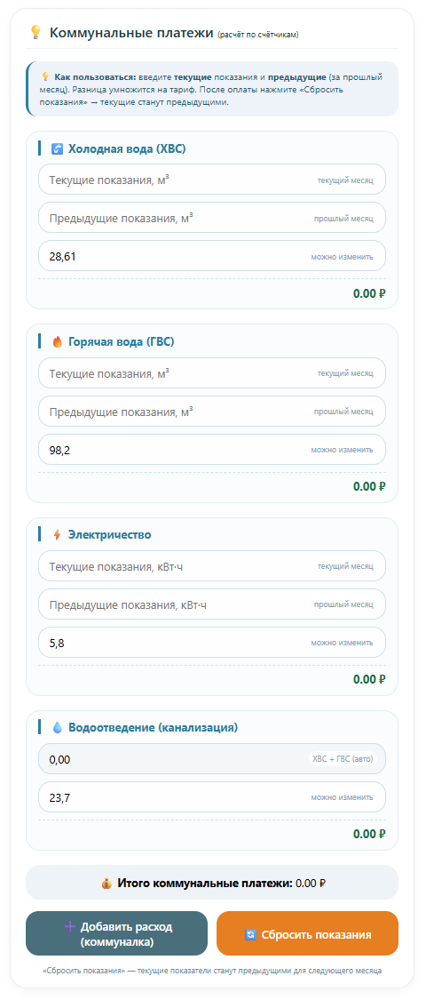 Коммунальные платежи (расчёт по счётчикам)
Как пользоваться: введите текущие показания и предыдущие (за прошлый
месяц). Разница умножится на тариф. После оплаты нажмите «Сбросить
показания» → текущие станут предыдущими.
Холодная вода (ХВС)
Текущие показания, м³ текущий месяц
Предыдущие показания, м³ прошлый месяц
28,61 можно изменить
0.00 ₽
Горячая вода (ГВС)
Текущие показания, м³ текущий месяц
Предыдущие показания, м³ прошлый месяц
98,2 можно изменить
0.00 ₽
Электричество
Текущие показания, кВт·ч текущий месяц
Предыдущие показания, кВт·ч прошлый месяц
5,8 можно изменить
0.00 ₽
Водоотведение (канализация)
0,00 ХВС + ГВС (авто)
23,7 можно изменить
0.00 ₽
Итого коммунальные платежи: 0.00 ₽
Добавить расход
(коммуналка)
Сбросить показания
«Сбросить показания» — текущие показатели станут предыдущими для следующего месяца